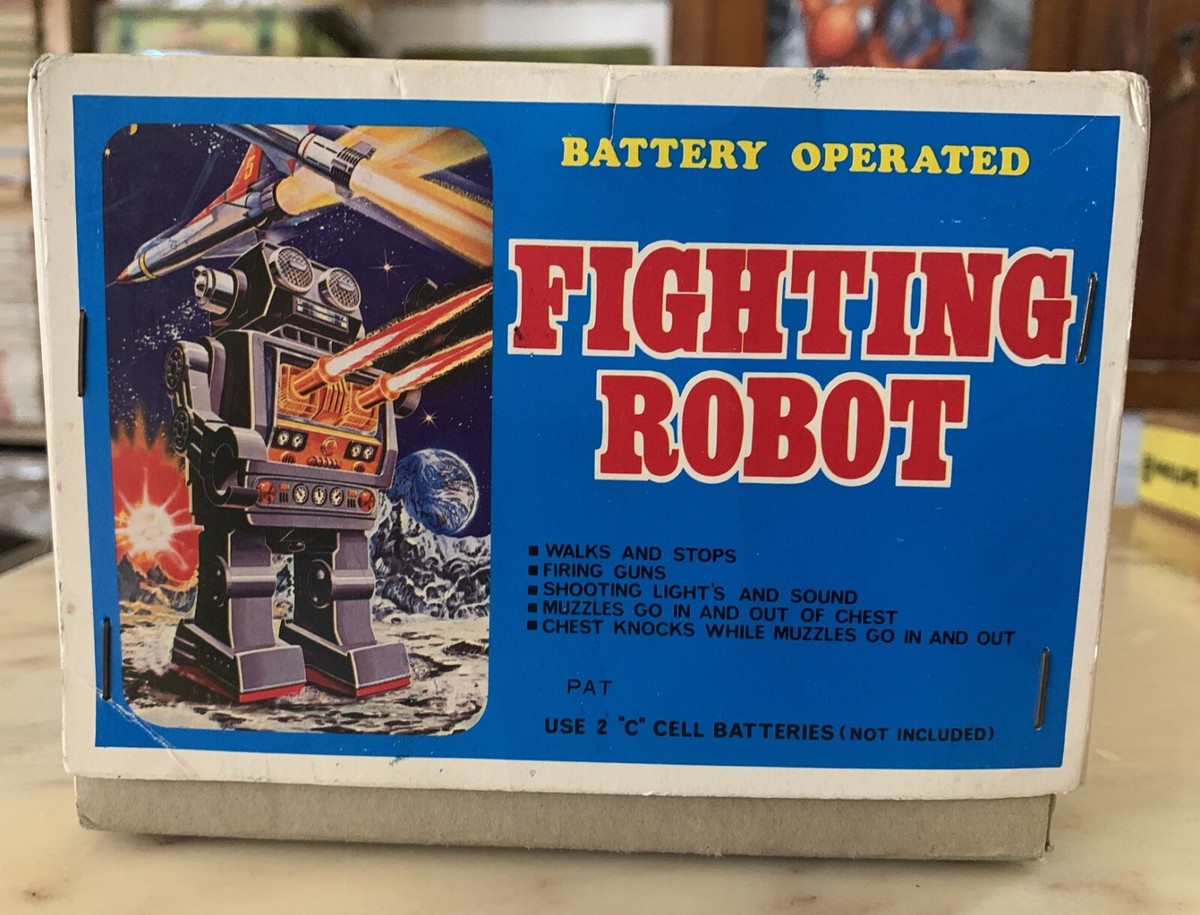 BATTERY OPERATED
FIGHTING
ROBOT
■ WALKS AND STOPS
■ FIRING GUNS
■ SHOOTING LIGHT'S AND SOUND
■ MUZZLES GO IN AND OUT OF CHEST
■ CHEST KNOCKS WHILE MUZZLES GO IN AND OUT
PAT
USE 2 "C" CELL BATTERIES (NOT INCLUDED)